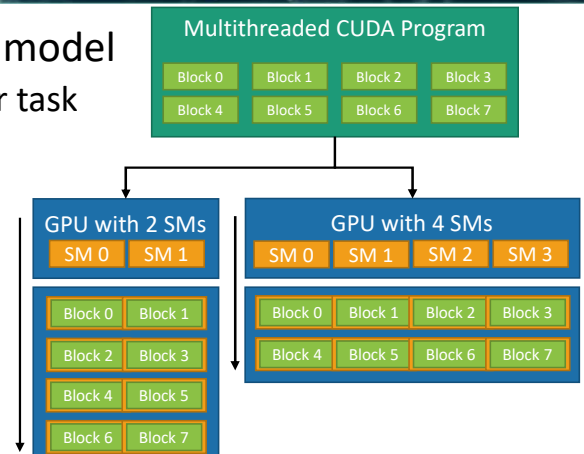 model
r task
Multithreaded CUDA Program
Block 0 Block 1 Block 2 Block 3
Block 4 Block 5 Block 6 Block 7
GPU with 2 SMs
SM 0 SM 1
Block 0 Block 1
Block 2 Block 3
Block 4 Block 5
Block 6 Block 7
GPU with 4 SMs
SM 0 SM 1 SM 2 SM 3
Block 0 Block 1 Block 2 Block 3
Block 4 Block 5 Block 6 Block 7